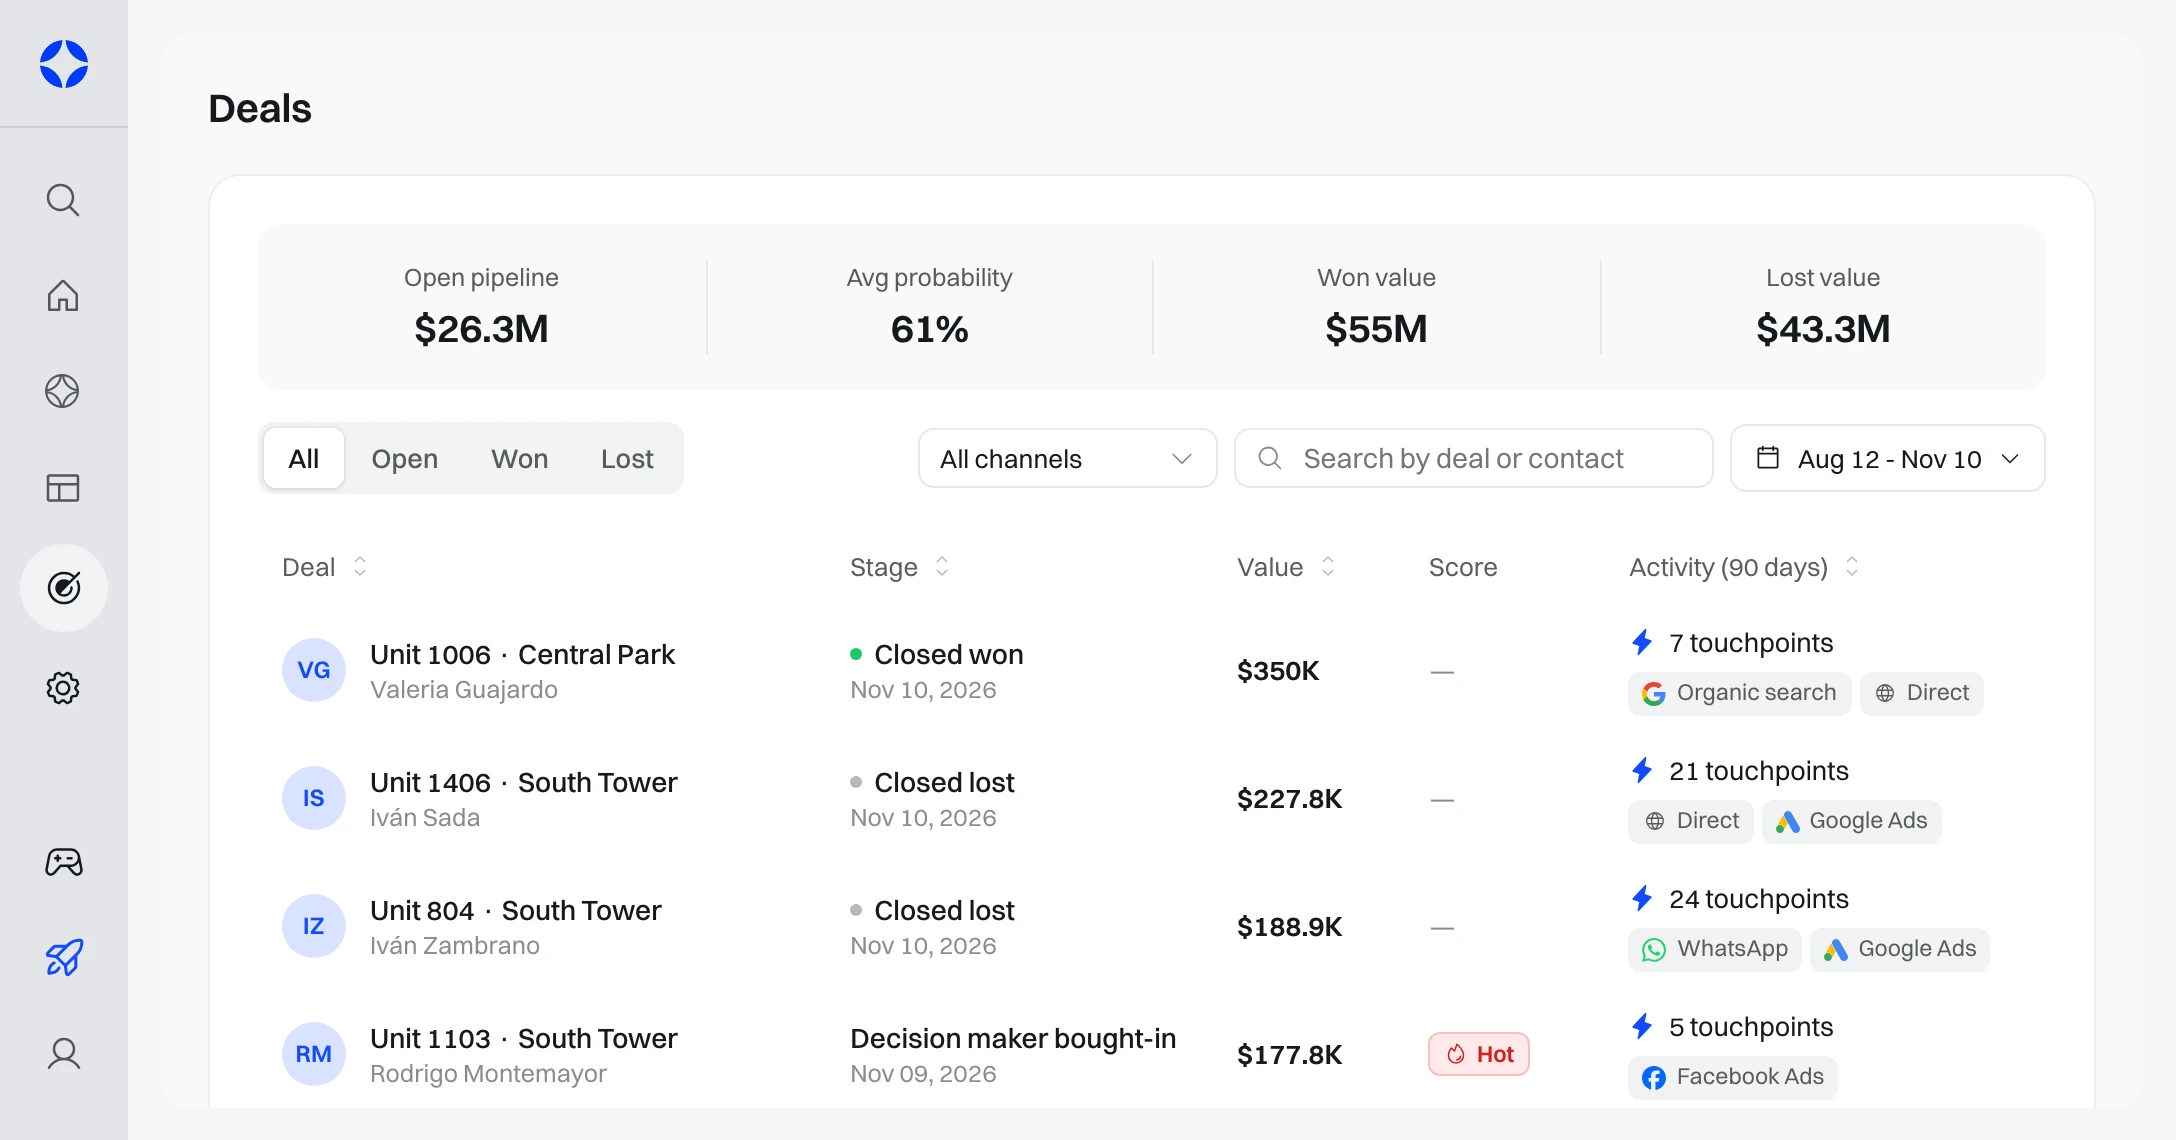 Deals
Open pipeline
$26.3M
Avg probability
61%
Won value
$55M
Lost value
$43.3M
All
Open
Won
Lost
All channels
Search by deal or contact
Aug 12 - Nov 10
Deal
Stage
Value
Score
Activity (90 days)
VG
Unit 1006 · Central Park
Valeria Guajardo
Closed won
Nov 10, 2026
$350K
—
7 touchpoints
Organic search
Direct
IS
Unit 1406 · South Tower
Iván Sada
Closed lost
Nov 10, 2026
$227.8K
—
21 touchpoints
Direct
Google Ads
IZ
Unit 804 · South Tower
Iván Zambrano
Closed lost
Nov 10, 2026
$188.9K
—
24 touchpoints
WhatsApp
Google Ads
RM
Unit 1103 · South Tower
Rodrigo Montemayor
Decision maker bought-in
Nov 09, 2026
$177.8K
Hot
5 touchpoints
Facebook Ads